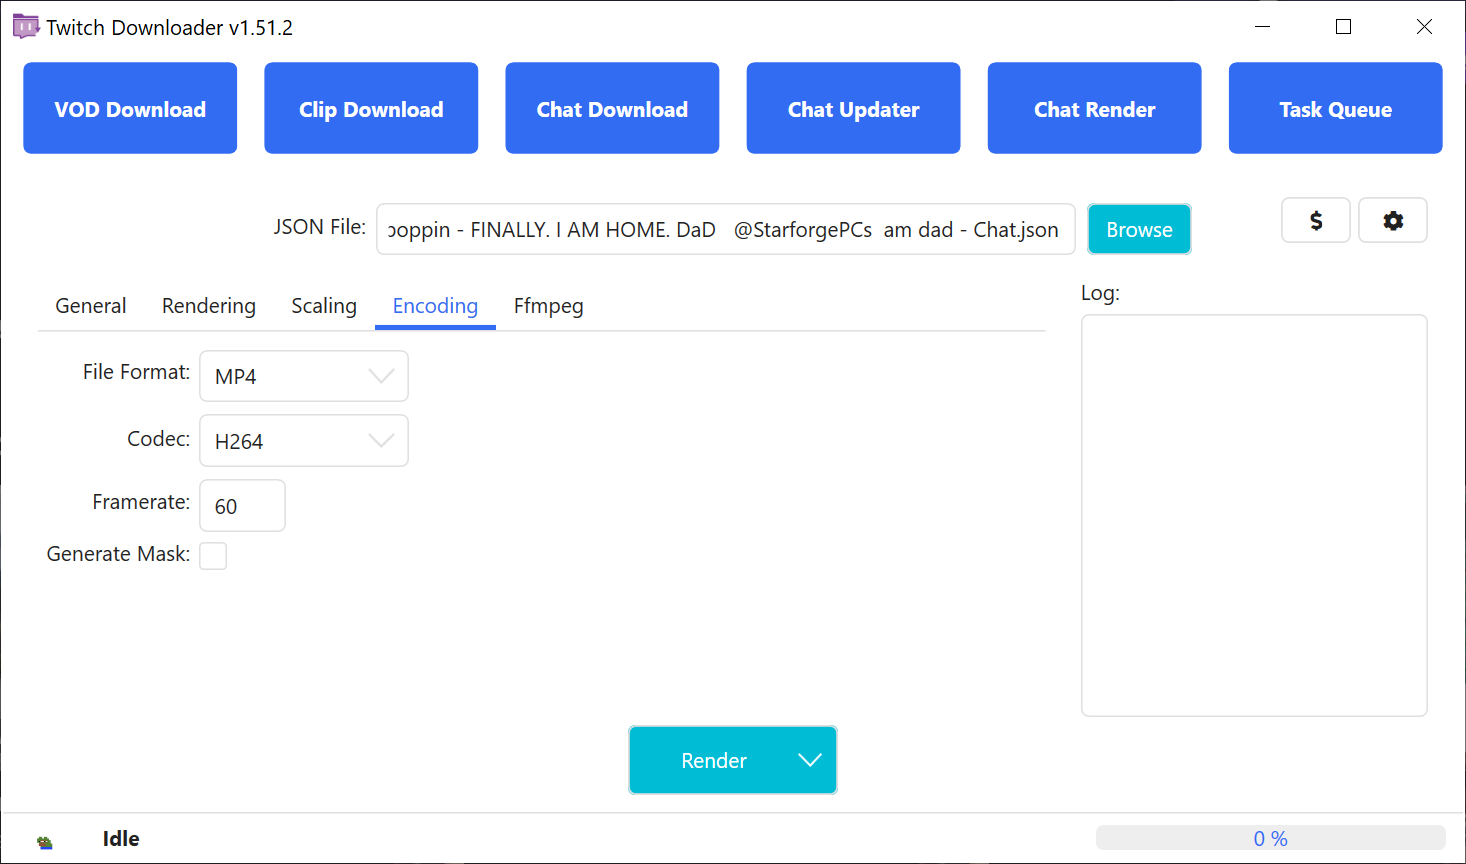 Twitch Downloader v1.51.2
VOD Download
Clip Download
Chat Download
Chat Updater
Chat Render
Task Queue
JSON File:
poppin - FINALLY. I AM HOME. DaD @StarforgePCs am dad - Chat.json
Browse
$
General
Rendering
Scaling
Encoding
Ffmpeg
Log:
File Format:
MP4
Codec:
H264
Framerate:
60
Generate Mask:
Render
Idle
0 %